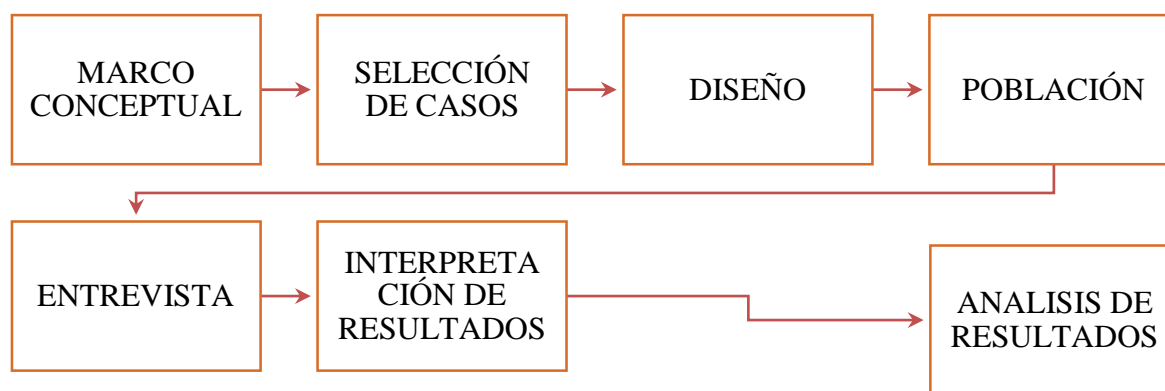 MARCO
CONCEPTUAL
SELECCIÓN
DE CASOS
DISEÑO
POBLACIÓN
ENTREVISTA
INTERPRETA
CIÓN DE
RESULTADOS
ANALISIS DE
RESULTADOS